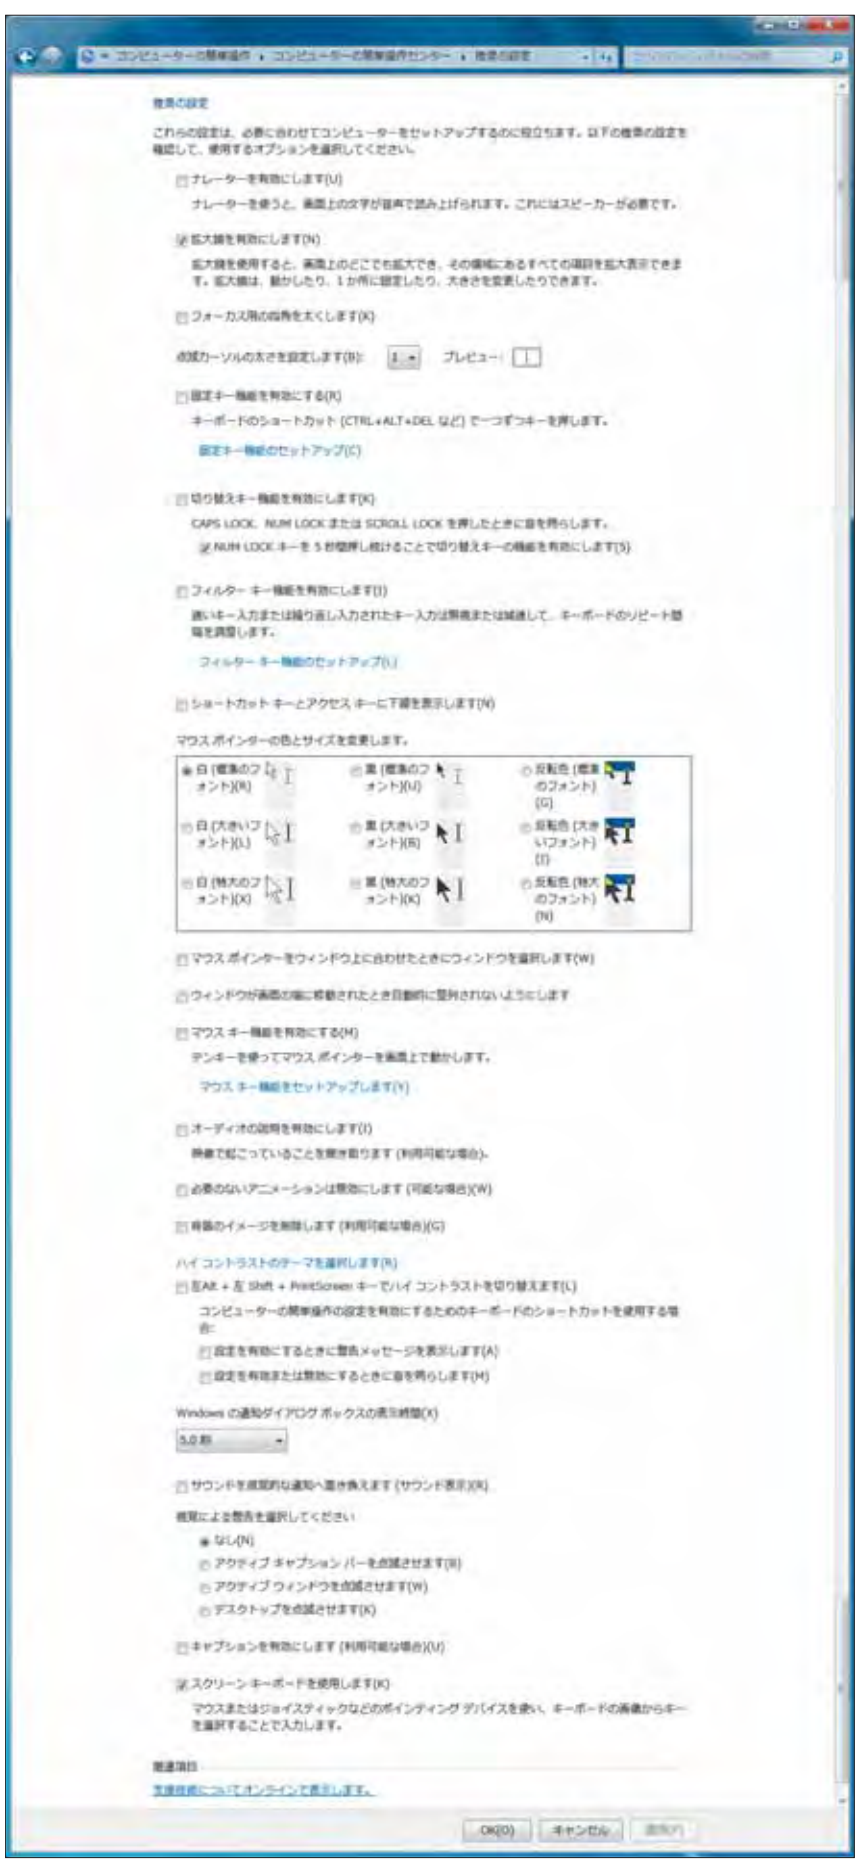 コンピューターの簡単操作 ▸ コンピューターの簡単操作センター ▸ 推奨の設定
推奨の設定
これらの設定は、必要に合わせてコンピューターをセットアップするのに役立ちます。以下の推奨の設定を
確認して、使用するオプションを選択してください。
ナレーターを有効にします(U)
ナレーターを使うと、画面上の文字が音声で読み上げられます。これにはスピーカーが必要です。
拡大鏡を有効にします(N)
拡大鏡を使用すると、画面上のどこでも拡大でき、その領域にあるすべての項目を拡大表示できま
す。拡大鏡は、動かしたり、1 か所に固定したり、大きさを変更したりできます。
フォーカス用の四角を太くします(K)
点滅カーソルの太さを設定します(B): 1 プレビュー:
固定キー機能を有効にする(R)
キーボードのショートカット (CTRL+ALT+DEL など) で一つずつキーを押します。
固定キー機能のセットアップ(C)
切り替えキー機能を有効にします(K)
CAPS LOCK、NUM LOCK または SCROLL LOCK を押したときに音を鳴らします。
NUM LOCK キーを 5 秒間押し続けることで切り替えキーの機能を有効にします(5)
フィルター キー機能を有効にします(I)
速いキー入力または繰り返し入力されたキー入力は無視または減速して、キーボードのリピート間
隔を調整します。
フィルター キー機能のセットアップ(L)
ショートカット キーとアクセス キーに下線を表示します(N)
マウス ポインターの色とサイズを変更します。
白 (標準のフォント)(R)
黒 (標準のフォント)(U)
反転色 (標準のフォント)(G)
白 (大きいフォント)(L)
黒 (大きいフォント)(R)
反転色 (大きいフォント)(I)
白 (特大のフォント)(X)
黒 (特大のフォント)(K)
反転色 (特大のフォント)(N)
マウス ポインターをウィンドウ上に合わせたときにウィンドウを選択します(W)
ウィンドウが画面の端に移動されたとき自動的に整列されないようにします
マウス キー機能を有効にする(M)
テンキーを使ってマウス ポインターを画面上で動かします。
マウス キー機能をセットアップします(Y)
オーディオの説明を有効にします(I)
映像で起こっていることを聞き取ります (利用可能な場合)。
必要のないアニメーションは無効にします (可能な場合)(W)
背景のイメージを削除します (利用可能な場合)(G)
ハイ コントラストのテーマを選択します(R)
左Alt + 左 Shift + PrintScreen キーでハイ コントラストを切り替えます(L)
コンピューターの簡単操作の設定を有効にするためのキーボードのショートカットを使用する場
合:
設定を有効にするときに警告メッセージを表示します(A)
設定を有効または無効にするときに音を鳴らします(M)
Windows の通知ダイアログ ボックスの表示時間(X)
5.0 秒
サウンドを視覚的な通知へ置き換えます (サウンド表示)(R)
視覚による警告を選択してください
なし(N)
アクティブ キャプション バーを点滅させます(B)
アクティブ ウィンドウを点滅させます(W)
デスクトップを点滅させます(K)
キャプションを有効にします (利用可能な場合)(U)
スクリーン キーボードを使用します(K)
マウスまたはジョイスティックなどのポインティング デバイスを使い、キーボードの画像からキー
を選択することで入力します。
関連項目
支援技術についてオンラインで表示します。
OK(O) キャンセル 適用(P)